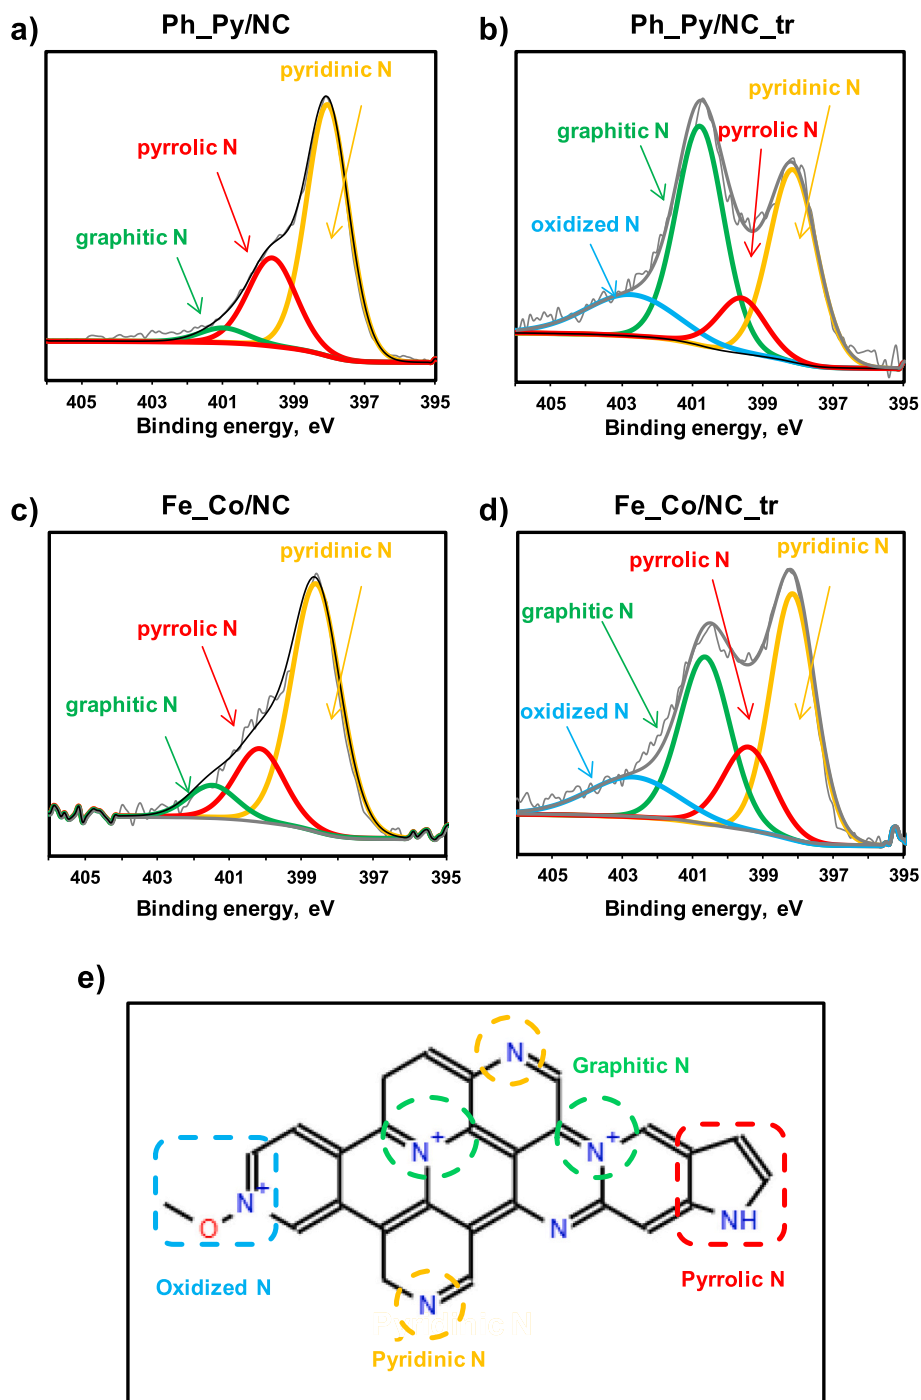 a)
Ph_Py/NC
pyridinic N
pyrrolic N
graphitic N
405 403 401 399 397 395
Binding energy, eV
b)
Ph_Py/NC_tr
pyridinic N
graphitic N
pyrrolic N
oxidized N
405 403 401 399 397 395
Binding energy, eV
c)
Fe_Co/NC
pyridinic N
pyrrolic N
graphitic N
405 403 401 399 397 395
Binding energy, eV
d)
Fe_Co/NC_tr
pyridinic N
pyrrolic N
graphitic N
oxidized N
405 403 401 399 397 395
Binding energy, eV
e)
N
Graphitic N
N+
N+
N+
O
N
NH
Oxidized N
Pyrrolic N
N
Pyridinic N